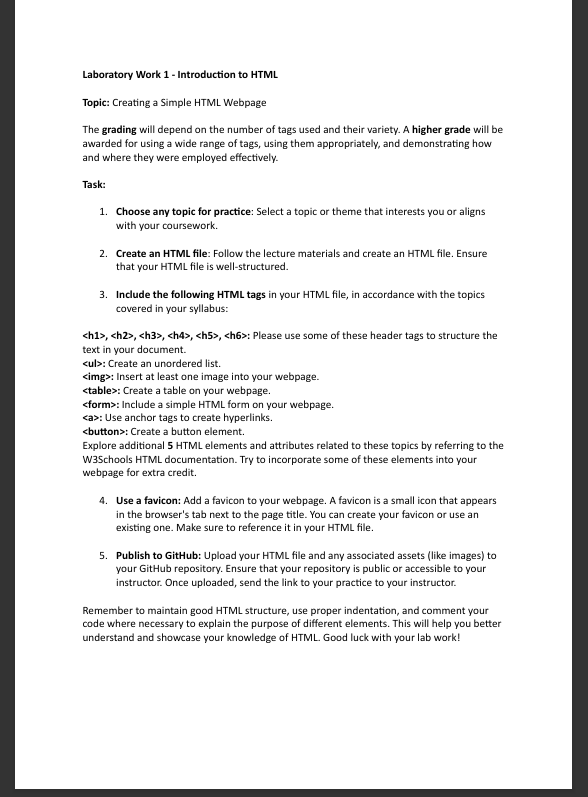 Laboratory Work 1 - Introduction to HTML
Topic: Creating a Simple HTML Webpage
The grading will depend on the number of tags used and their variety. A higher grade will be
awarded for using a wide range of tags, using them appropriately, and demonstrating how
and where they were employed effectively.
Task:
1. Choose any topic for practice: Select a topic or theme that interests you or aligns
with your coursework.
2. Create an HTML file: Follow the lecture materials and create an HTML file. Ensure
that your HTML file is well-structured.
3. Include the following HTML tags in your HTML file, in accordance with the topics
covered in your syllabus:
<h1>, <h2>, <h3>, <h4>, <h5>, <h6>: Please use some of these header tags to structure the
text in your document.
<ul>: Create an unordered list.
<img>: Insert at least one image into your webpage.
<table>: Create a table on your webpage.
<form>: Include a simple HTML form on your webpage.
<a>: Use anchor tags to create hyperlinks.
<button>: Create a button element.
Explore additional 5 HTML elements and attributes related to these topics by referring to the
W3Schools HTML documentation. Try to incorporate some of these elements into your
webpage for extra credit.
4. Use a favicon: Add a favicon to your webpage. A favicon is a small icon that appears
in the browser's tab next to the page title. You can create your favicon or use an
existing one. Make sure to reference it in your HTML file.
5. Publish to GitHub: Upload your HTML file and any associated assets (like images) to
your GitHub repository. Ensure that your repository is public or accessible to your
instructor. Once uploaded, send the link to your practice to your instructor.
Remember to maintain good HTML structure, use proper indentation, and comment your
code where necessary to explain the purpose of different elements. This will help you better
understand and showcase your knowledge of HTML. Good luck with your lab work!